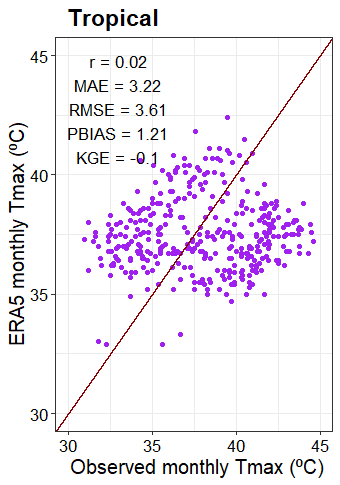 Tropical
r = 0.02
MAE = 3.22
RMSE = 3.61
PBIAS = 1.21
KGE = -0.1
ERA5 monthly Tmax (ºC)
45
40
35
30
30 35 40 45
Observed monthly Tmax (ºC)